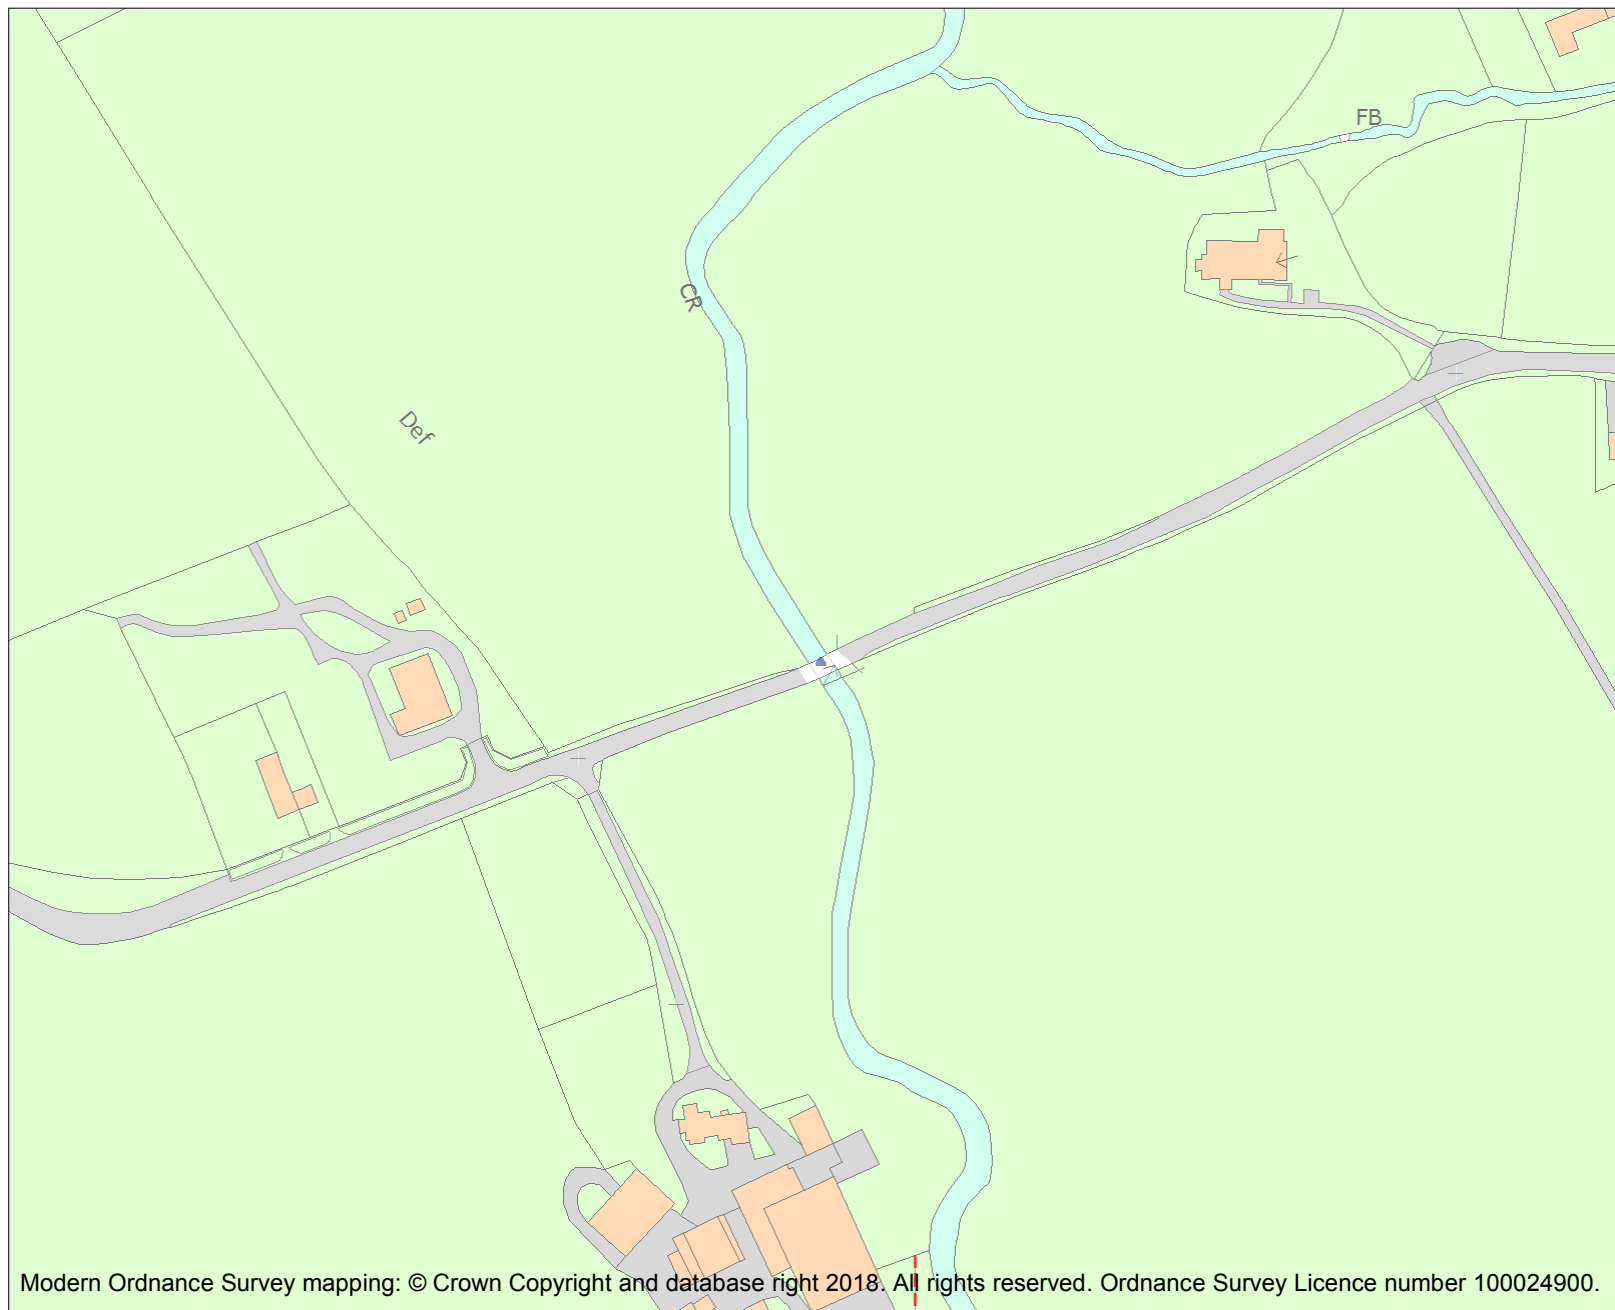 FB
CR
Def
Modern Ordnance Survey mapping: © Crown Copyright and database right 2018. All rights reserved. Ordnance Survey Licence number 100024900.